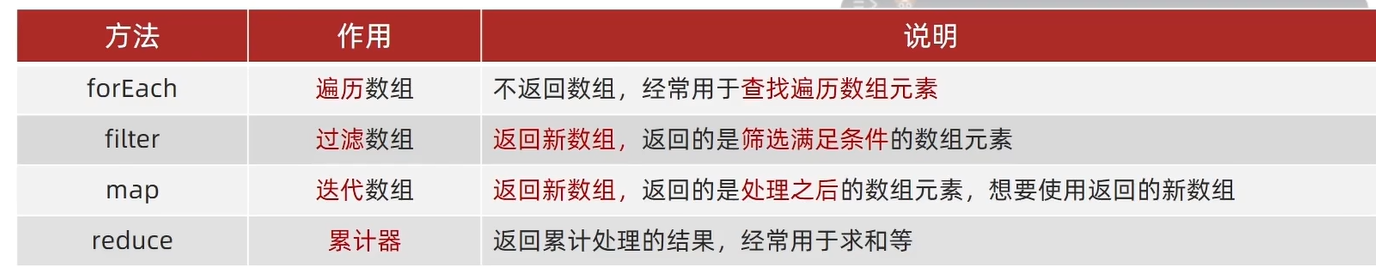 方法 作用 说明
forEach 遍历数组 不返回数组，经常用于查找遍历数组元素
filter 过滤数组 返回新数组，返回的是筛选满足条件的数组元素
map 迭代数组 返回新数组，返回的是处理之后的数组元素，想要使用返回的新数组
reduce 累计器 返回累计处理的结果，经常用于求和等